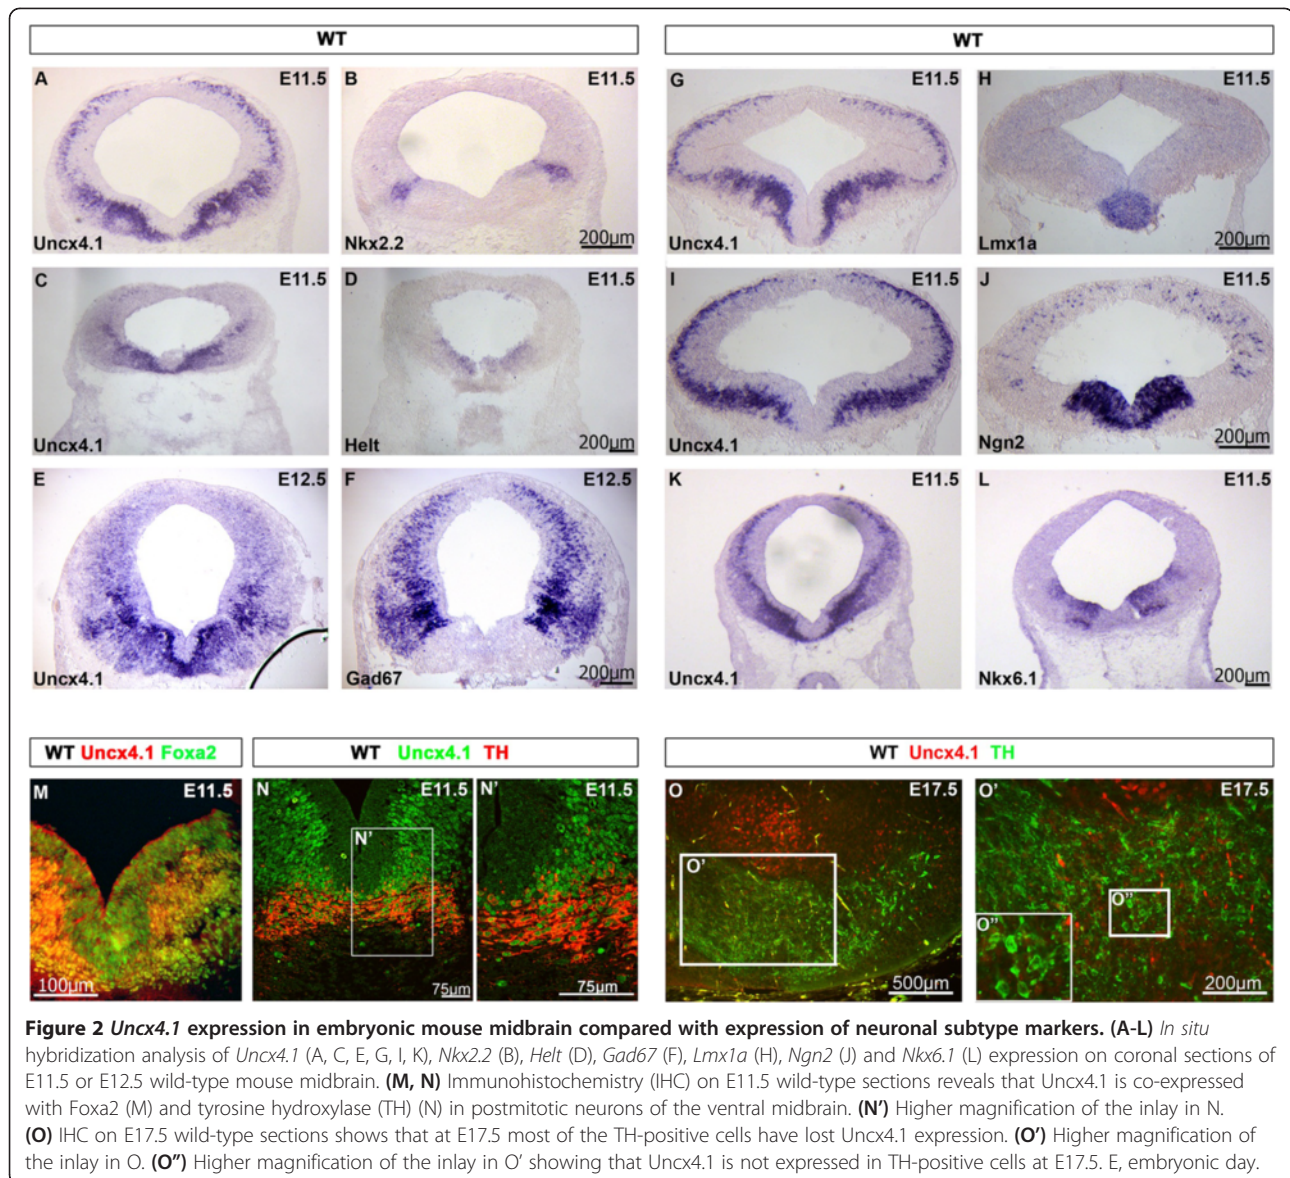 WT
WT
A E11.5
Uncx4.1
B E11.5
Nkx2.2 200µm
G E11.5
Uncx4.1
H E11.5
Lmx1a 200µm
C E11.5
Uncx4.1
D E11.5
Helt 200µm
I E11.5
Uncx4.1
J E11.5
Ngn2 200µm
E E12.5
Uncx4.1
F E12.5
Gad67 200µm
K E11.5
Uncx4.1
L E11.5
Nkx6.1 200µm
WT Uncx4.1 Foxa2
WT Uncx4.1 TH
WT Uncx4.1 TH
M E11.5
100µm
N E11.5
N'
75µm
N' E11.5
75µm
O E17.5
O'
500µm
O' E17.5
O"
O"
200µm
Figure 2 Uncx4.1 expression in embryonic mouse midbrain compared with expression of neuronal subtype markers. (A-L) In situ
hybridization analysis of Uncx4.1 (A, C, E, G, I, K), Nkx2.2 (B), Helt (D), Gad67 (F), Lmx1a (H), Ngn2 (J) and Nkx6.1 (L) expression on coronal sections of
E11.5 or E12.5 wild-type mouse midbrain. (M, N) Immunohistochemistry (IHC) on E11.5 wild-type sections reveals that Uncx4.1 is co-expressed
with Foxa2 (M) and tyrosine hydroxylase (TH) (N) in postmitotic neurons of the ventral midbrain. (N') Higher magnification of the inlay in N.
(O) IHC on E17.5 wild-type sections shows that at E17.5 most of the TH-positive cells have lost Uncx4.1 expression. (O') Higher magnification of
the inlay in O. (O") Higher magnification of the inlay in O' showing that Uncx4.1 is not expressed in TH-positive cells at E17.5. E, embryonic day.